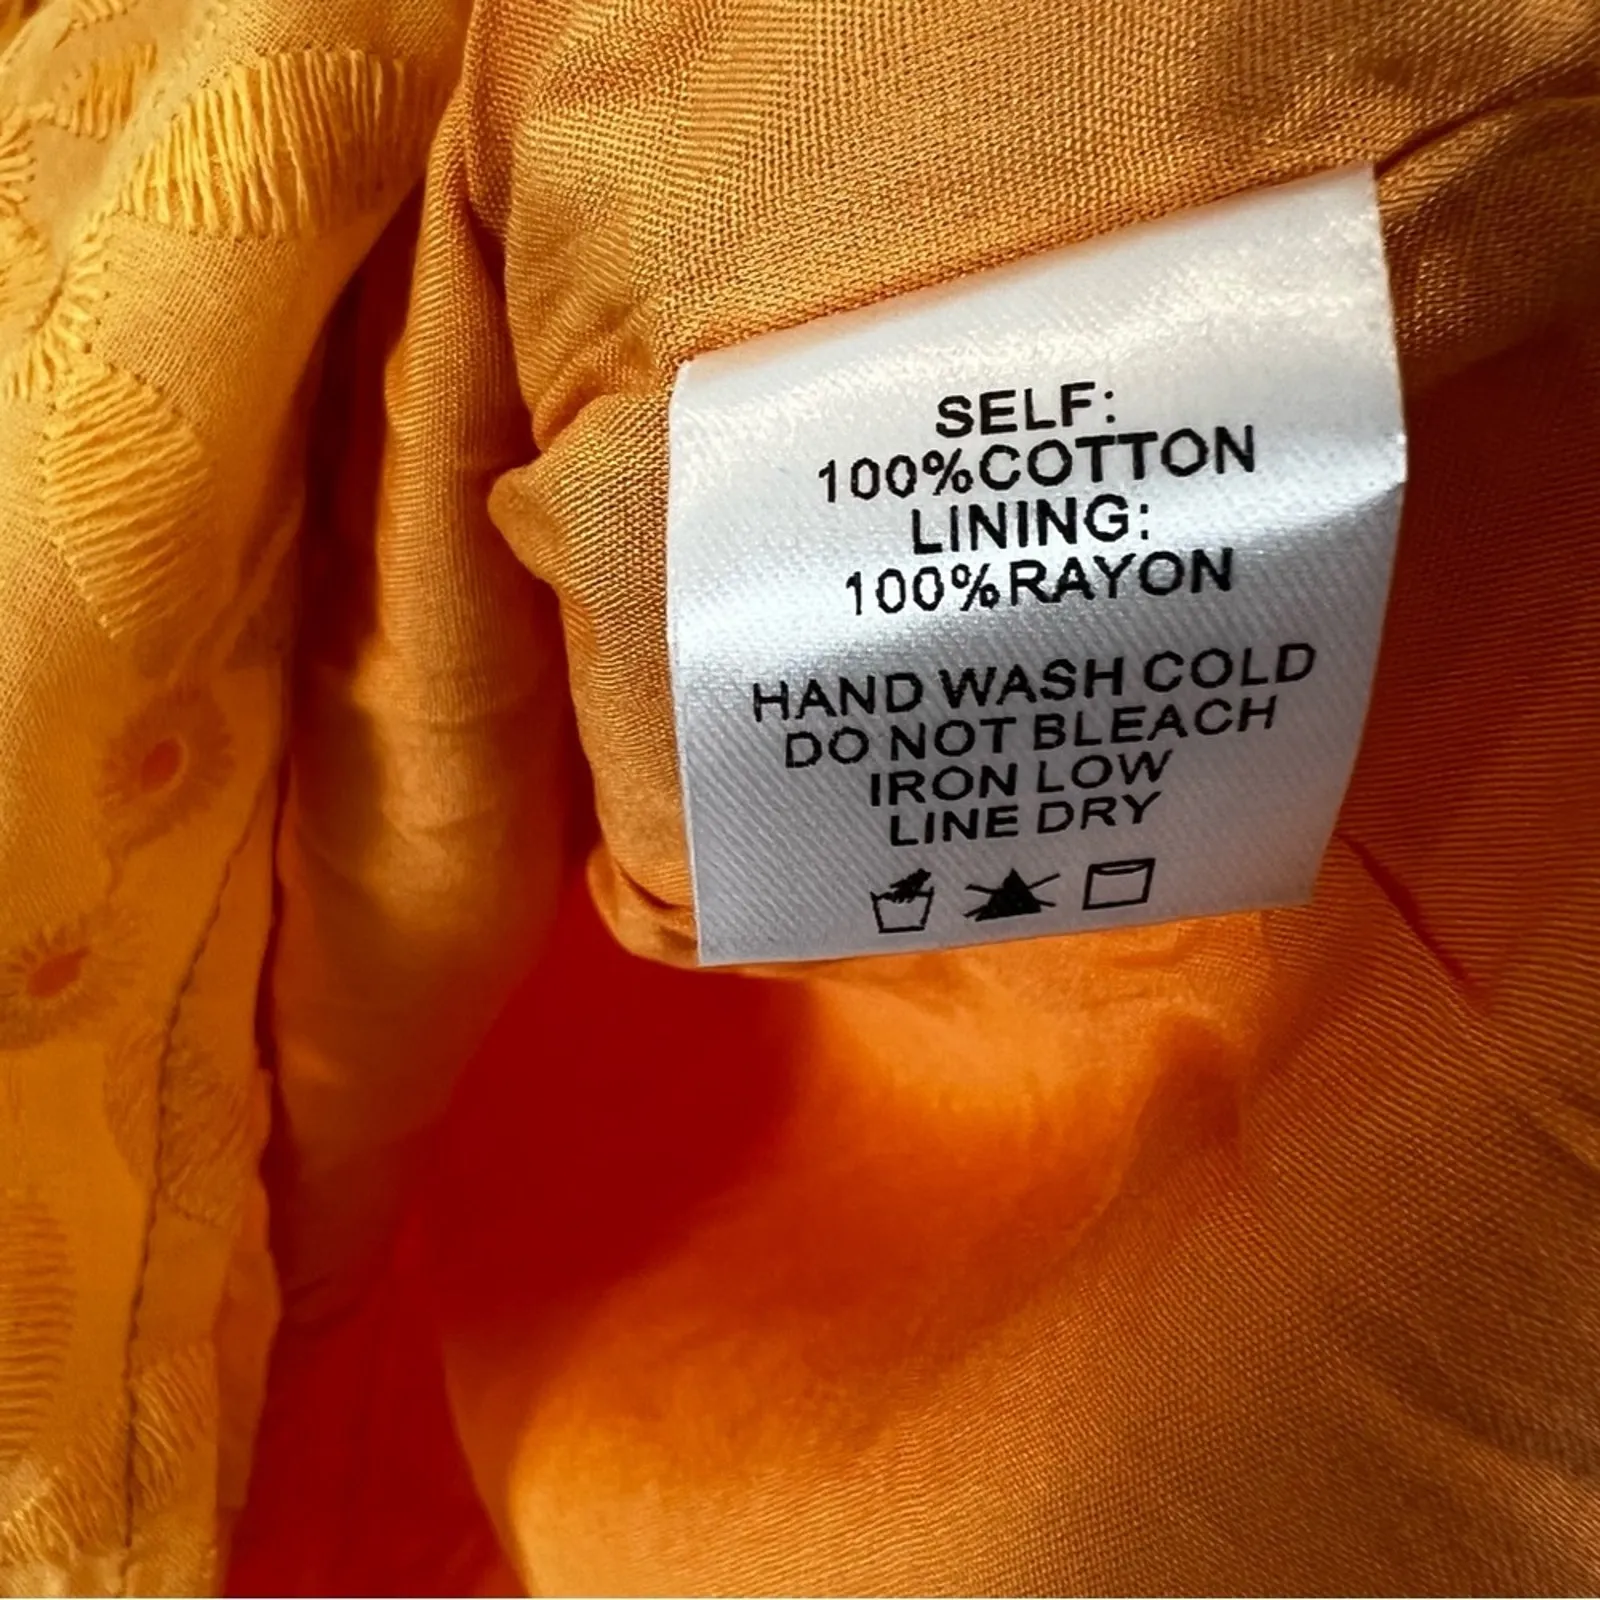 SELF:
100%COTTON
LINING:
100%RAYON
HAND WASH COLD
DO NOT BLEACH
IRON LOW
LINE DRY